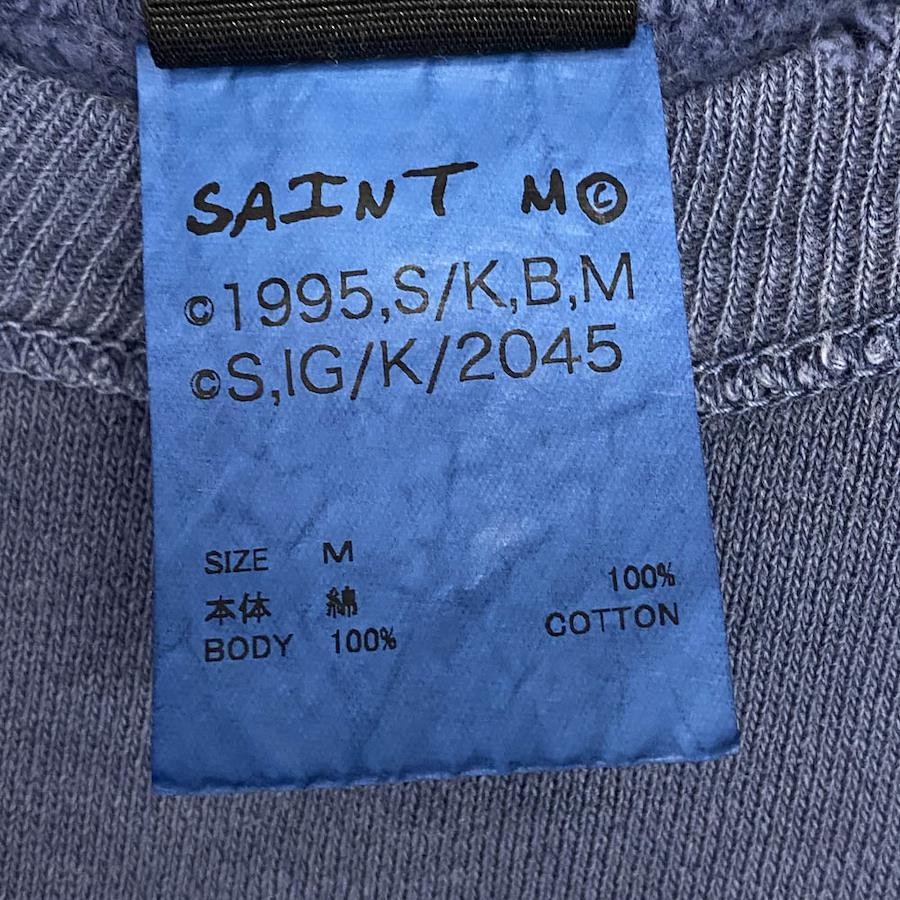 SAINT M©
©1995,S/K,B,M
©S,IG/K/2045
SIZE M
本体 綿 100%
BODY 100% COTTON